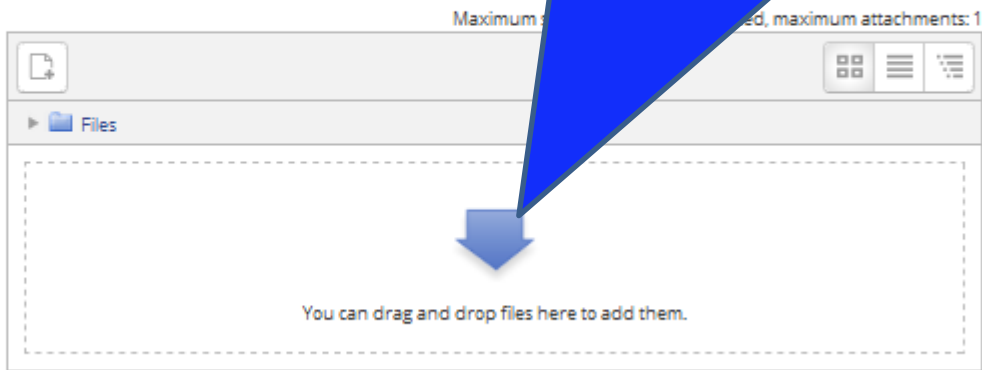 Maximum ed, maximum attachments: 1
Files
You can drag and drop files here to add them.